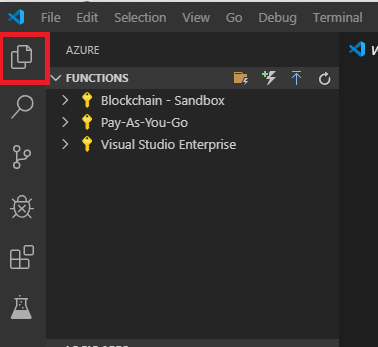 File Edit Selection View Go Debug Terminal
AZURE
FUNCTIONS
Blockchain - Sandbox
Pay-As-You-Go
Visual Studio Enterprise